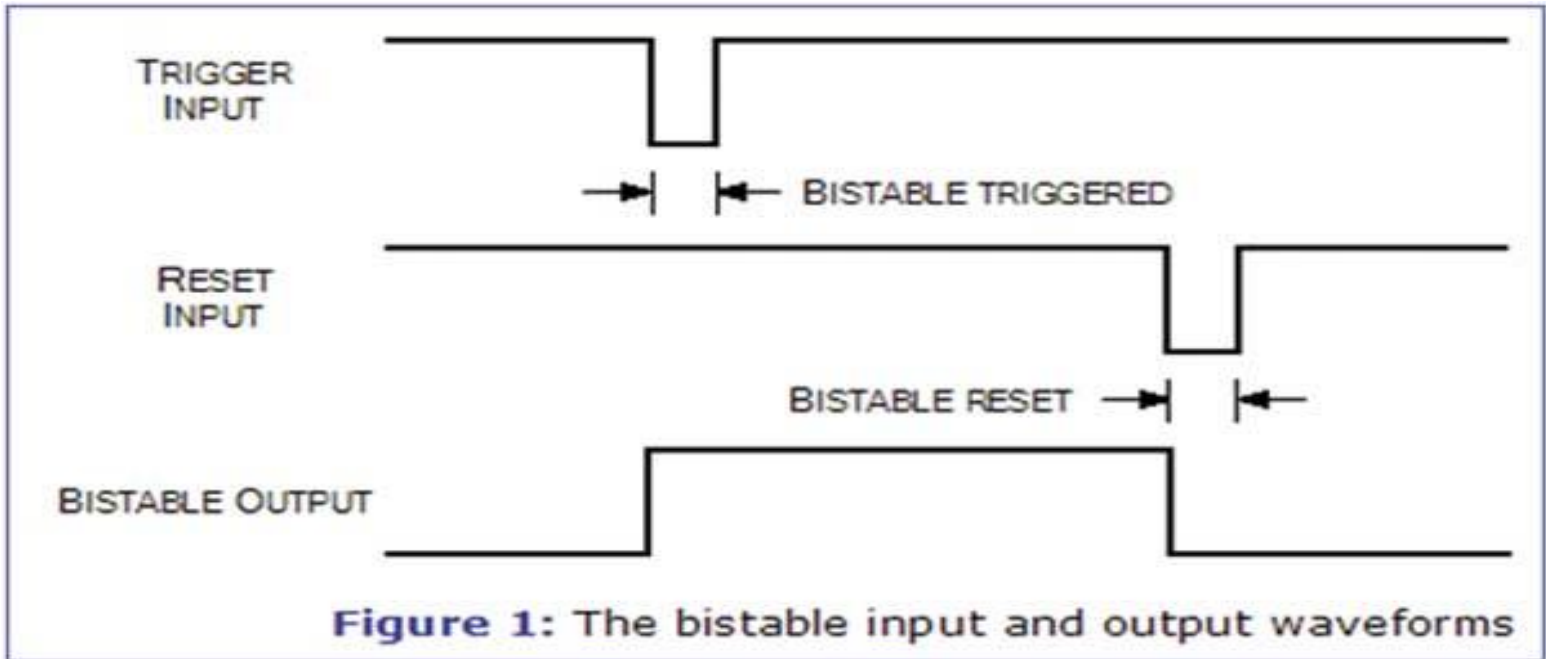 TRIGGER
INPUT
BISTABLE TRIGGERED
RESET
INPUT
BISTABLE RESET
BISTABLE OUTPUT
Figure 1: The bistable input and output waveforms